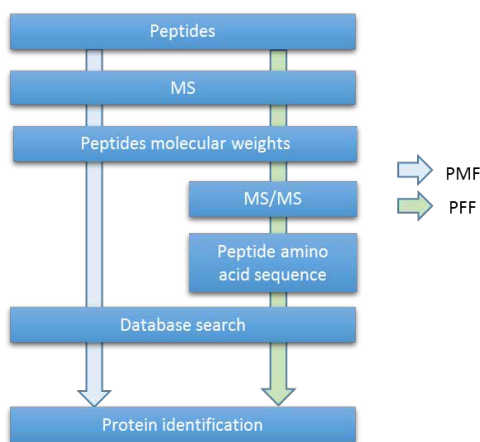 Peptides
MS
Peptides molecular weights
PMF
MS/MS
PFF
Peptide amino
acid sequence
Database search
Protein identification